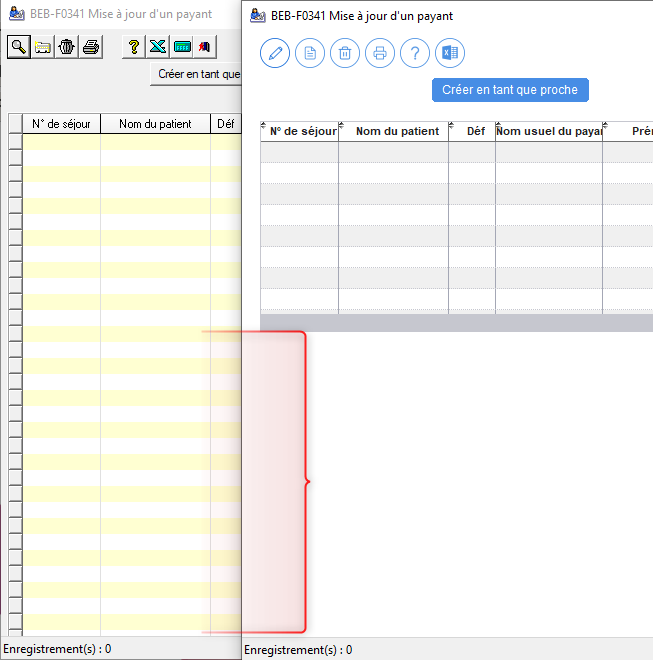 BEB-F0341 Mise à jour d'un payant
Créer en tant que
N° de séjour Nom du patient Déf
Enregistrement(s) : 0
BEB-F0341 Mise à jour d'un payant
?
Créer en tant que proche
N° de séjour Nom du patient Déf Nom usuel du payan Prén
Enregistrement(s) : 0